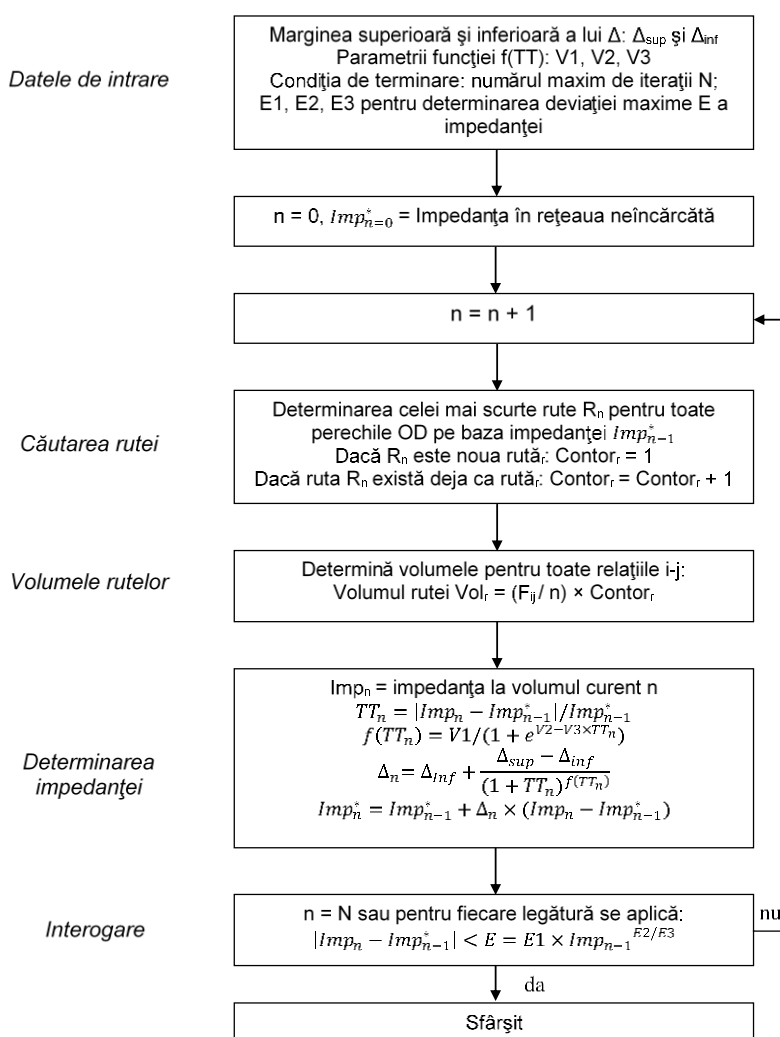 Datele de intrare
Marginea superioară şi inferioară a lui Δ: Δsup şi Δinf
Parametrii funcţiei f(TT): V1, V2, V3
Condiţia de terminare: numărul maxim de iteraţii N;
E1, E2, E3 pentru determinarea deviaţiei maxime E a
impedanţei
n = 0, Imp*n=0 = Impedanţa în reţeaua neîncărcată
n = n + 1
Căutarea rutei
Determinarea celei mai scurte rute Rn pentru toate
perechile OD pe baza impedanţei Imp*n−1
Dacă Rn este noua rutăr: Contorr = 1
Dacă ruta Rn există deja ca rutăr: Contorr = Contorr + 1
Volumele rutelor
Determină volumele pentru toate relaţiile i-j:
Volumul rutei Volr = (Fij / n) × Contorr
Determinarea
impedanţei
Impn = impedanţa la volumul curent n
TTn = |Impn − Imp*n−1|/Imp*n−1
f(TTn) = V1/(1 + e^(V2−V3×TTn))
Δn= ΔInf + (Δsup − Δinf)/(1 + TTn)^f(TTn)
Imp*n = Imp*n−1 + Δn × (Impn − Imp*n−1)
Interogare
n = N sau pentru fiecare legătură se aplică:
|Impn − Imp*n−1| < E = E1 × Impn−1^E2/E3
nu
da
Sfârşit